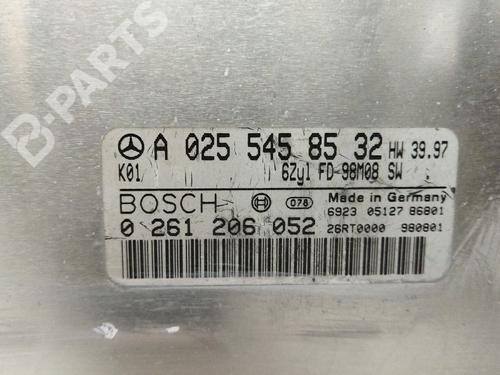 B-PARTS
A 025 545 85 32 HW 39.97
K01 6Zyl FD-98M08 SW
BOSCH 078 Made in Germany
6923 05127 86801
0 261 206 052 26RT0000 980801